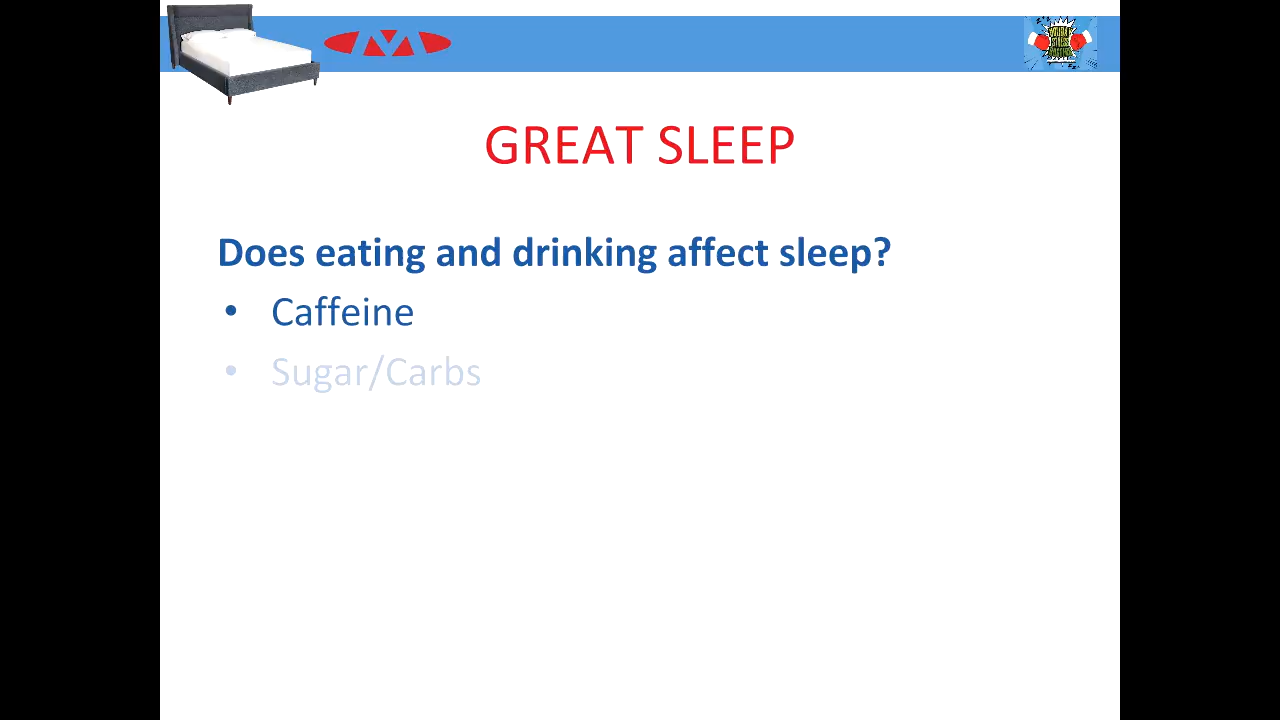 GREAT SLEEP
Does eating and drinking affect sleep?
• Caffeine
• Sugar/Carbs